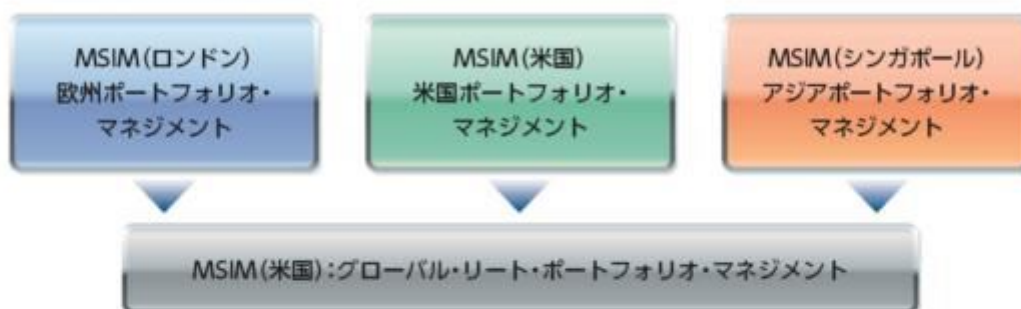 MSIM(ロンドン)
欧州ポートフォリオ・
マネジメント
MSIM(米国)
米国ポートフォリオ・
マネジメント
MSIM(シンガポール)
アジアポートフォリオ・
マネジメント
MSIM(米国):グローバル・リート・ポートフォリオ・マネジメント